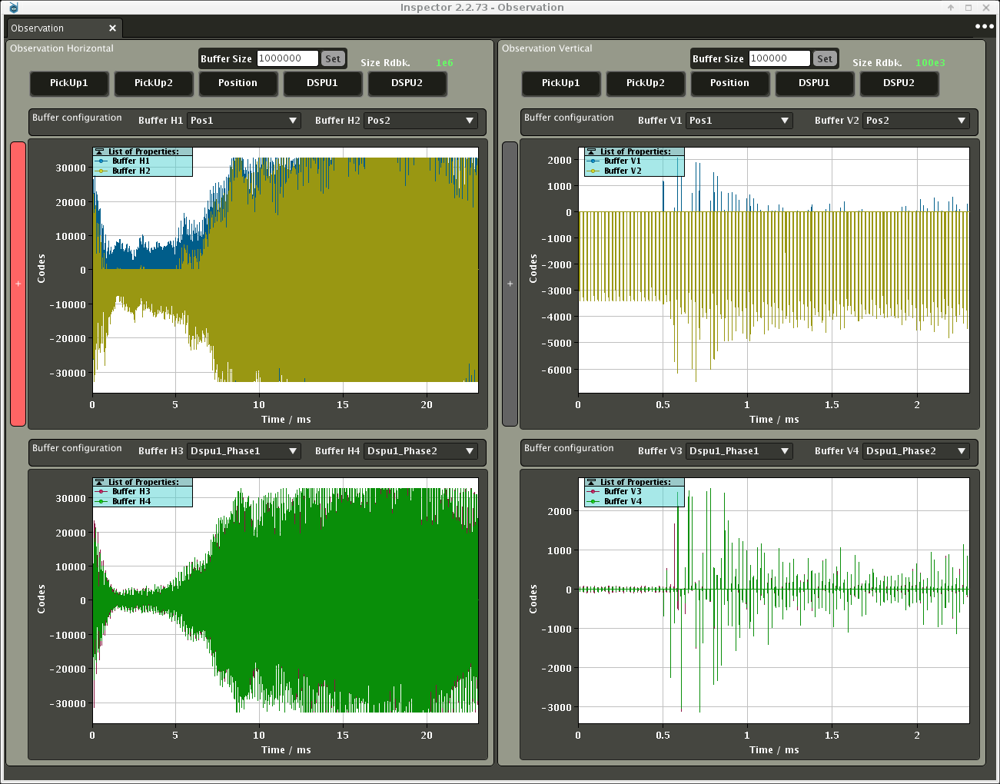 Inspector 2.2.73 - Observation
Observation
Observation Horizontal
Buffer Size 1000000 Set Size Rdbk. 1e6
PickUp1 PickUp2 Position DSPU1 DSPU2
Buffer configuration Buffer H1 Pos1 Buffer H2 Pos2
List of Properties:
Buffer H1
Buffer H2
30000
20000
10000
0
-10000
-20000
-30000
Codes
0 5 10 15 20
Time / ms
+
Buffer configuration Buffer H3 Dspu1_Phase1 Buffer H4 Dspu1_Phase2
List of Properties:
Buffer H3
Buffer H4
30000
20000
10000
0
-10000
-20000
-30000
Codes
0 5 10 15 20
Time / ms
Observation Vertical
Buffer Size 100000 Set Size Rdbk. 100e3
PickUp1 PickUp2 Position DSPU1 DSPU2
Buffer configuration Buffer V1 Pos1 Buffer V2 Pos2
List of Properties:
Buffer V1
Buffer V2
2000
1000
0
-1000
-2000
-3000
-4000
-5000
-6000
Codes
0 0.5 1 1.5 2
Time / ms
+
Buffer configuration Buffer V3 Dspu1_Phase1 Buffer V4 Dspu1_Phase2
List of Properties:
Buffer V3
Buffer V4
2000
1000
0
-1000
-2000
-3000
Codes
0 0.5 1 1.5 2
Time / ms